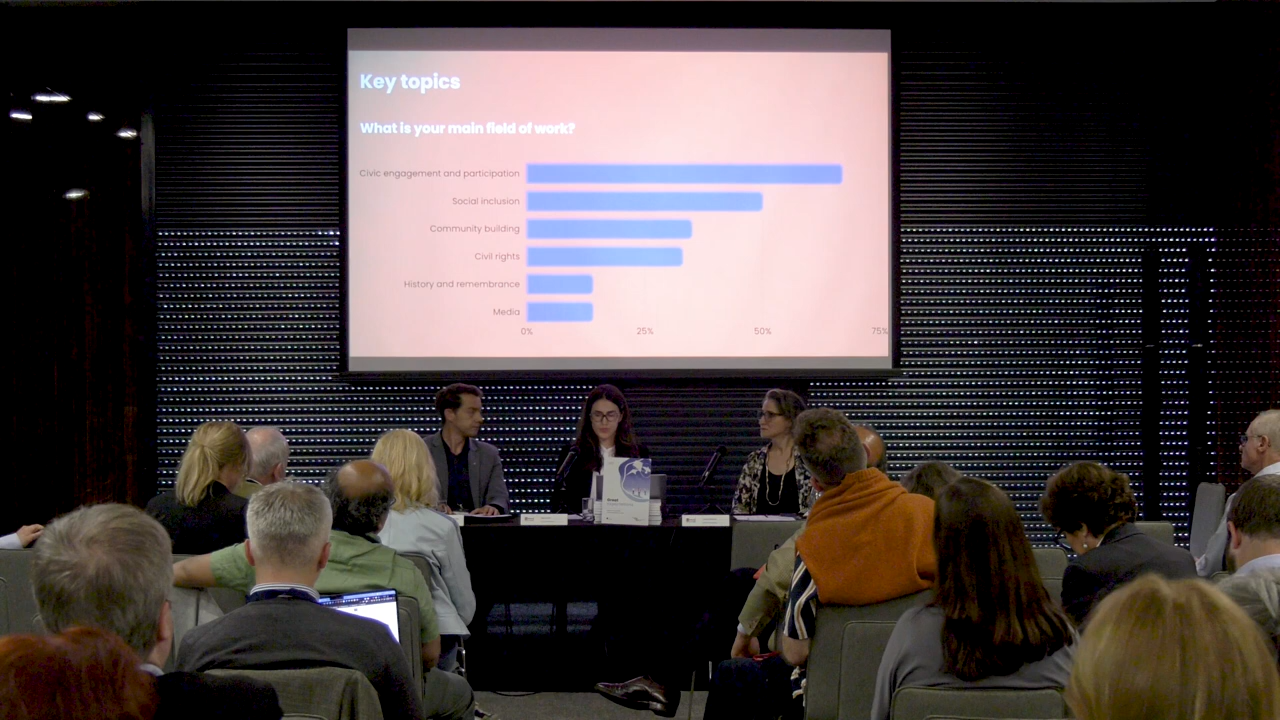 Key topics
What is your main field of work?
Civic engagement and participation
Social inclusion
Community building
Civil rights
History and remembrance
Media
0% 25% 50% 75%